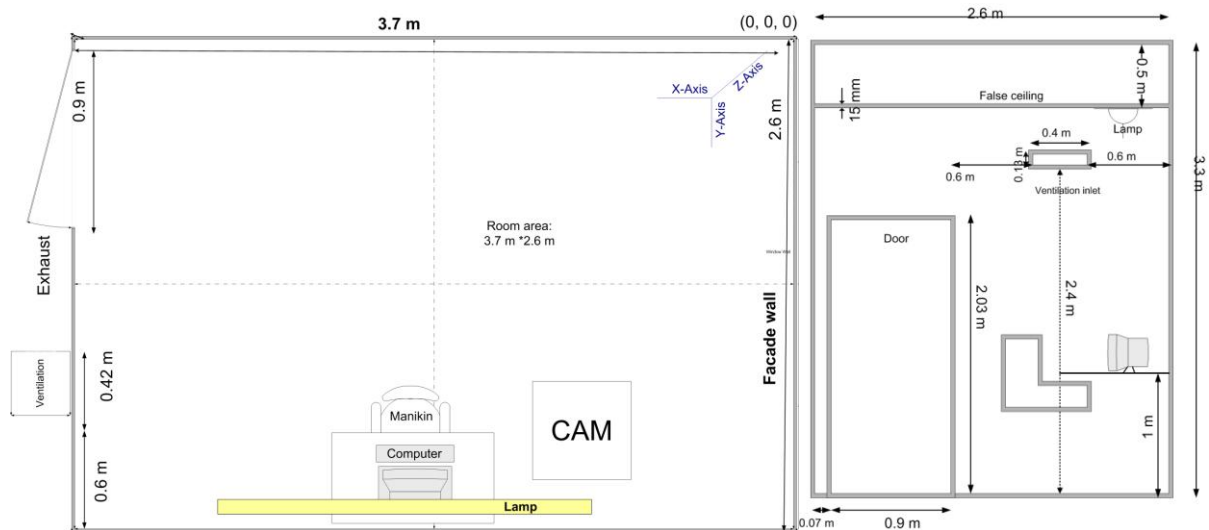 3.7 m
(0, 0, 0)
0.9 m
X-Axis
Z-Axis
Y-Axis
2.6 m
Room area:
3.7 m *2.6 m
Window Wall
Exhaust
Facade wall
Ventilation
0.42 m
Manikin
CAM
Computer
0.6 m
Lamp
2.6 m
0.5 m
False ceiling
15 mm
Lamp
0.4 m
0.13 m
0.6 m
0.6 m
Ventilation inlet
3.3 m
Door
2.03 m
2.4 m
1 m
0.07 m
0.9 m